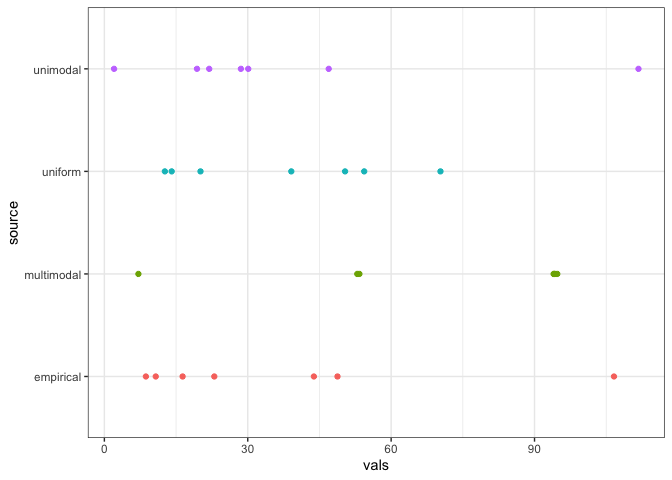 unimodal
uniform
multimodal
empirical
source
0 30 60 90
vals